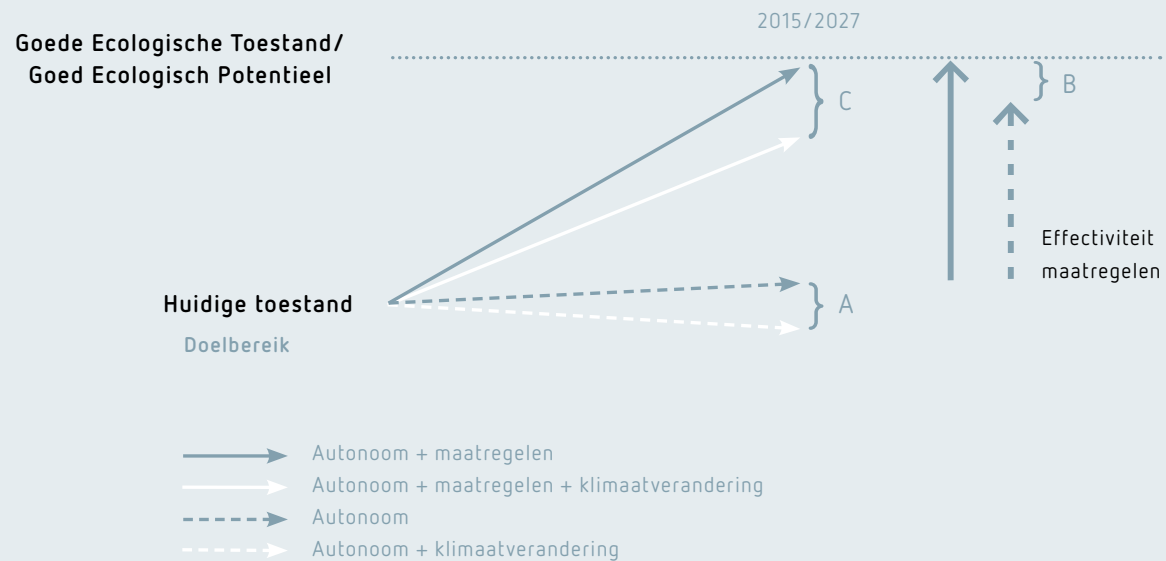 2015/2027
Goede Ecologische Toestand/
Goed Ecologisch Potentieel
C
B
Effectiviteit
maatregelen
Huidige toestand
A
Doelbereik
Autonoom + maatregelen
Autonoom + maatregelen + klimaatverandering
Autonoom
Autonoom + klimaatverandering